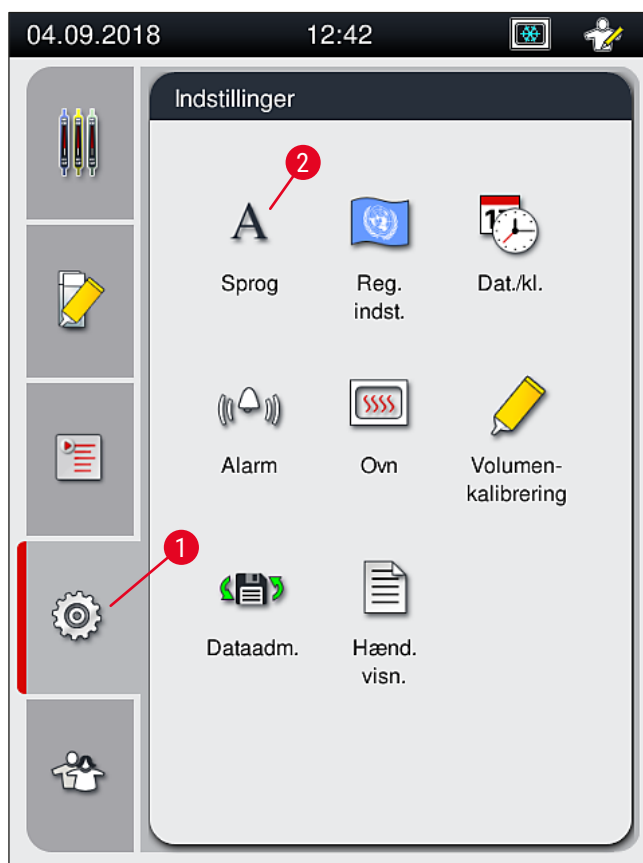 04.09.2018 12:42
Indstillinger
2
17
Sprog
Reg.
indst.
Dat./kl.
Alarm
Ovn
Volumen-
kalibrering
1
Dataadm.
Hænd.
visn.